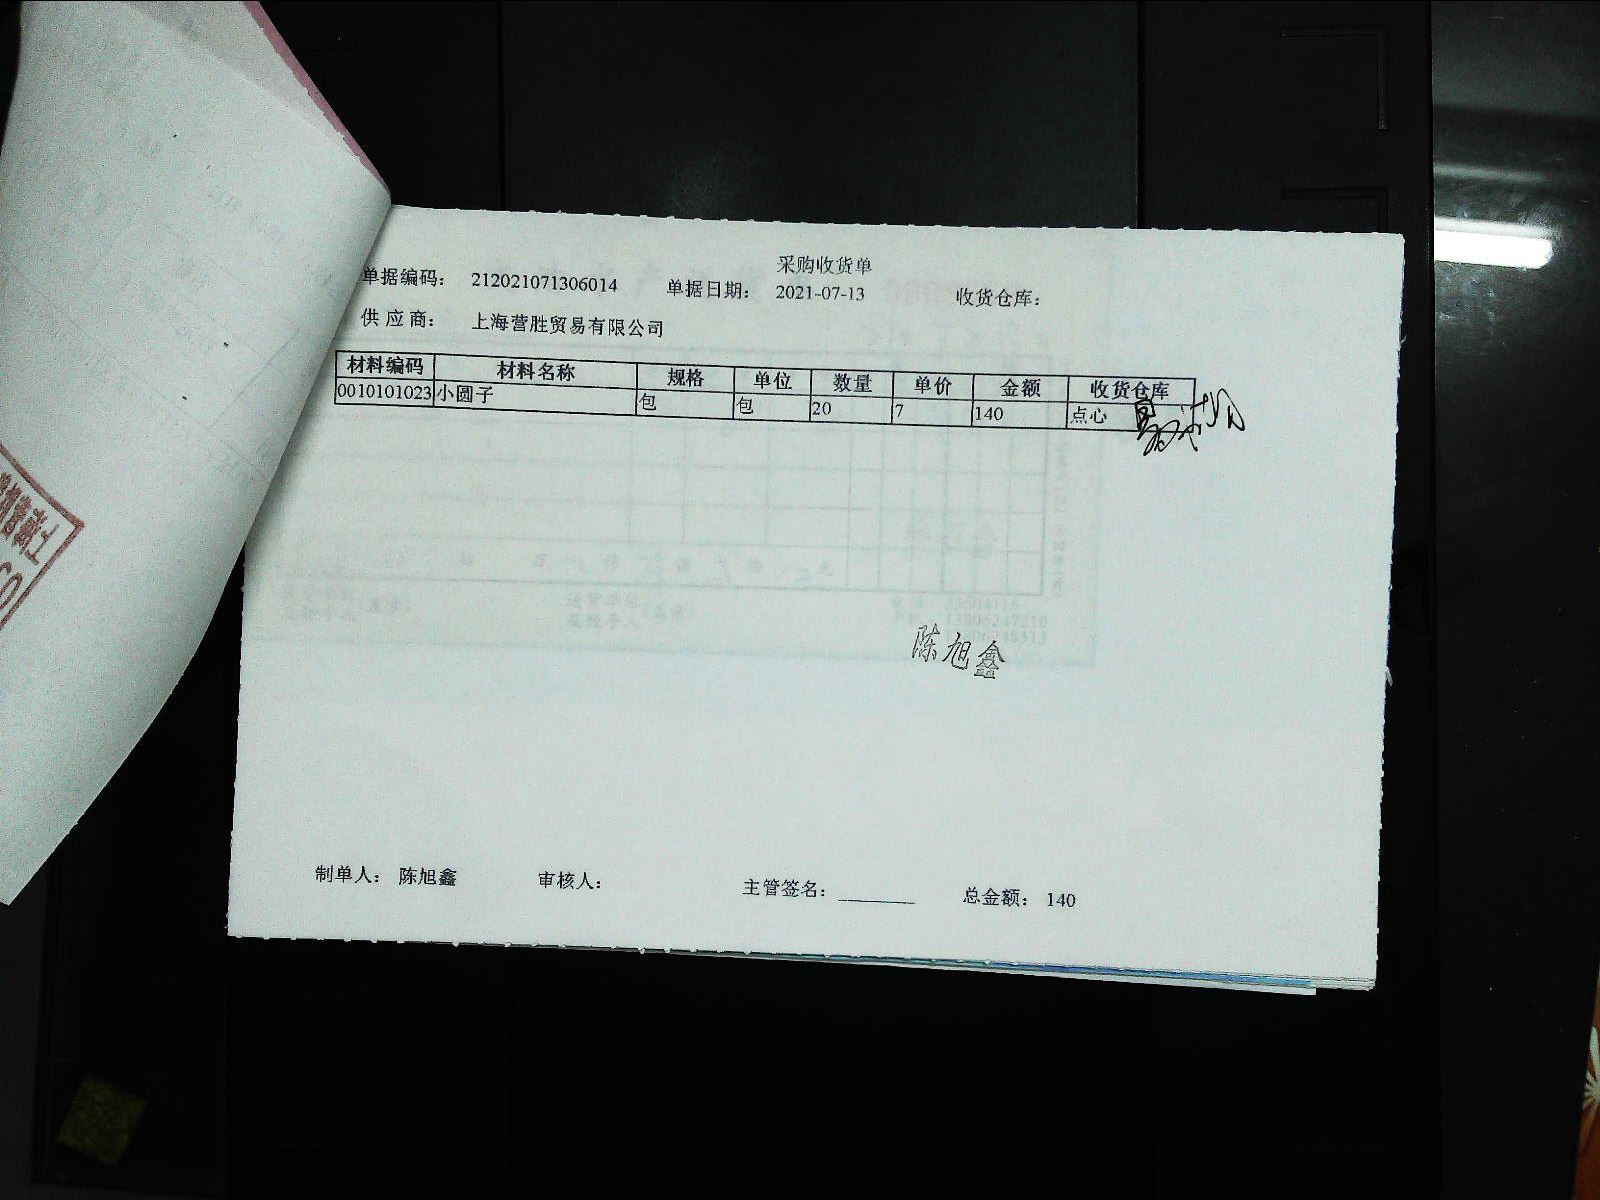 采购收货单
单据编码： 212021071306014 单据日期： 2021-07-13 收货仓库：
供 应 商： 上海营胜贸易有限公司
材料编码 材料名称 规格 单位 数量 单价 金额 收货仓库
0010101023 小圆子 包 包 20 7 140 点心
陈旭鑫
制单人： 陈旭鑫 审核人： 主管签名：________ 总金额： 140